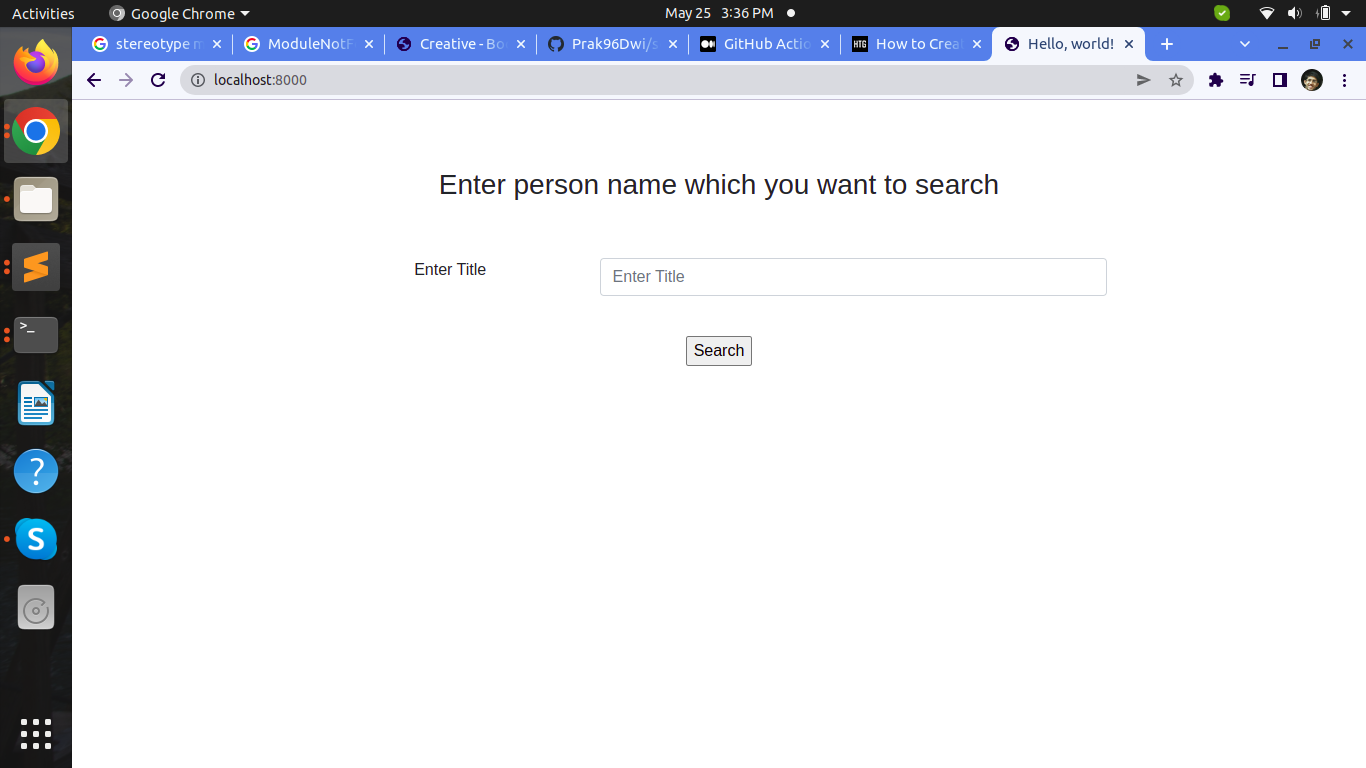 Activities
Google Chrome
May 25 3:36 PM
stereotype m
ModuleNotF
Creative - Bo
Prak96Dwi/s
GitHub Actio
HTG
How to Crea
Hello, world!
localhost:8000
Enter person name which you want to search
Enter Title
Enter Title
Search